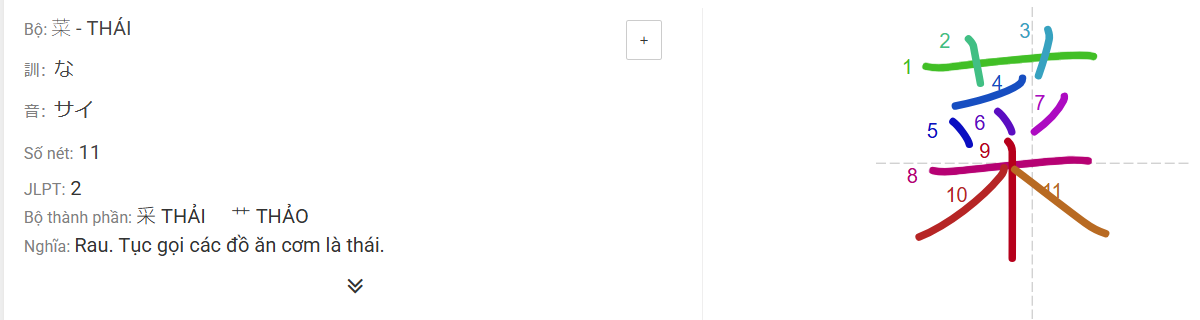 Bộ: 菜 - THÁI
+
訓: な
音: サイ
Số nét: 11
JLPT: 2
Bộ thành phần: 采 THẢI 艹 THẢO
Nghĩa: Rau. Tục gọi các đồ ăn cơm là thái.
菜
1
2
3
4
5
6
7
8
9
10
11